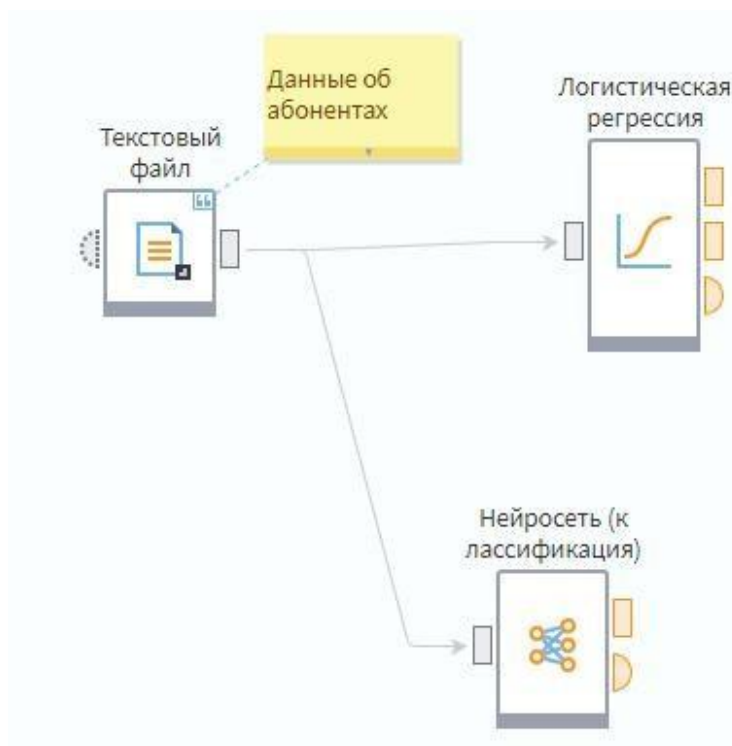 Данные об
абонентах
Логистическая
регрессия
Текстовый
файл
Нейросеть (к
лассификация)